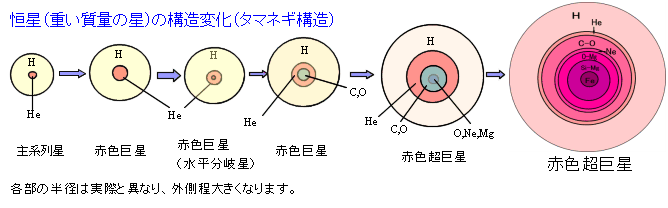 恒星(重い質量の星)の構造変化(タマネギ構造)
H
He
主系列星
H
He
赤色巨星
H
赤色巨星
(水平分岐星)
H
He
C,O
赤色巨星
H
He
C,O
O,Ne,Mg
赤色超巨星
H
He
C-O
Ne
O-Mg
Si-Mg
Fe
赤色超巨星
各部の半径は実際と異なり、外側程大きくなります。